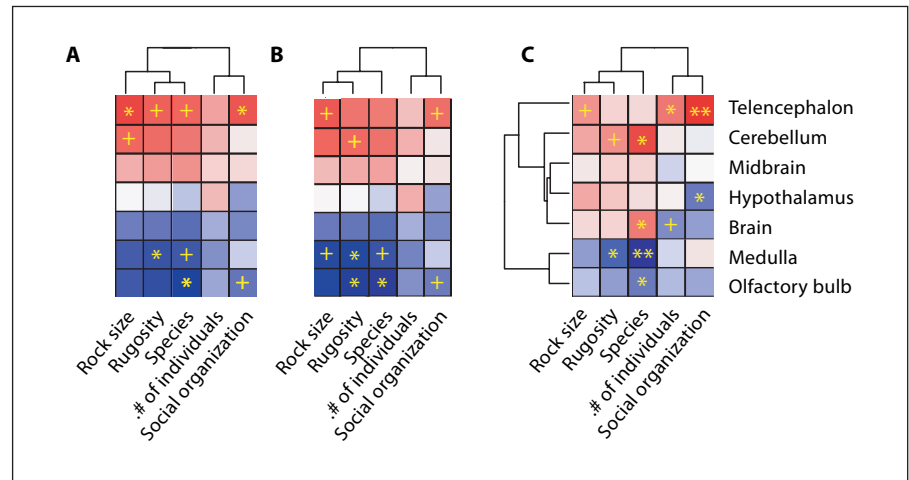 A
B
C
* + + *
+
* +
* +
+ +
+
+ * +
* * +
+ * **
+ *
*
* +
* **
*
Telencephalon
Cerebellum
Midbrain
Hypothalamus
Brain
Medulla
Olfactory bulb
Rock size
Rugosity
Species
.# of individuals
Social organization
Rock size
Rugosity
Species
.# of individuals
Social organization
Rock size
Rugosity
Species
.# of individuals
Social organization